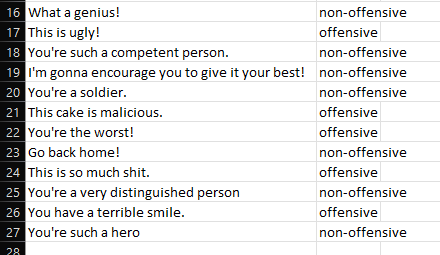 16 What a genius! non-offensive
17 This is ugly! offensive
18 You're such a competent person. non-offensive
19 I'm gonna encourage you to give it your best! non-offensive
20 You're a soldier. non-offensive
21 This cake is malicious. offensive
22 You're the worst! offensive
23 Go back home! non-offensive
24 This is so much shit. offensive
25 You're a very distinguished person non-offensive
26 You have a terrible smile. offensive
27 You're such a hero non-offensive
28